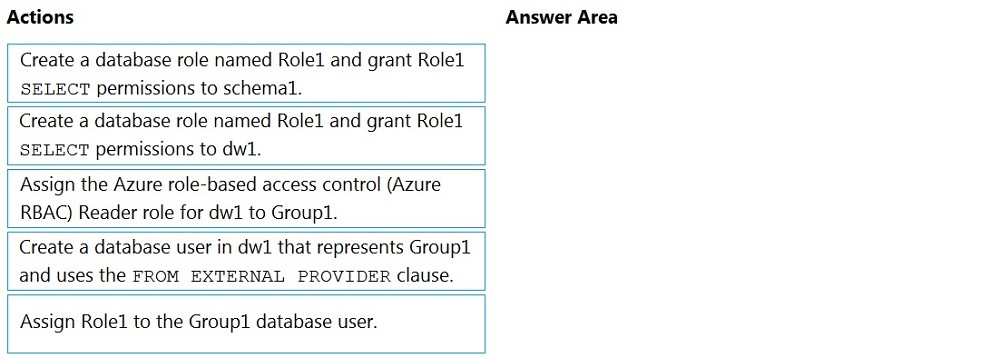 Actions
Answer Area
Create a database role named Role1 and grant Role1
SELECT permissions to schema1.
Create a database role named Role1 and grant Role1
SELECT permissions to dw1.
Assign the Azure role-based access control (Azure
RBAC) Reader role for dw1 to Group1.
Create a database user in dw1 that represents Group1
and uses the FROM EXTERNAL PROVIDER clause.
Assign Role1 to the Group1 database user.